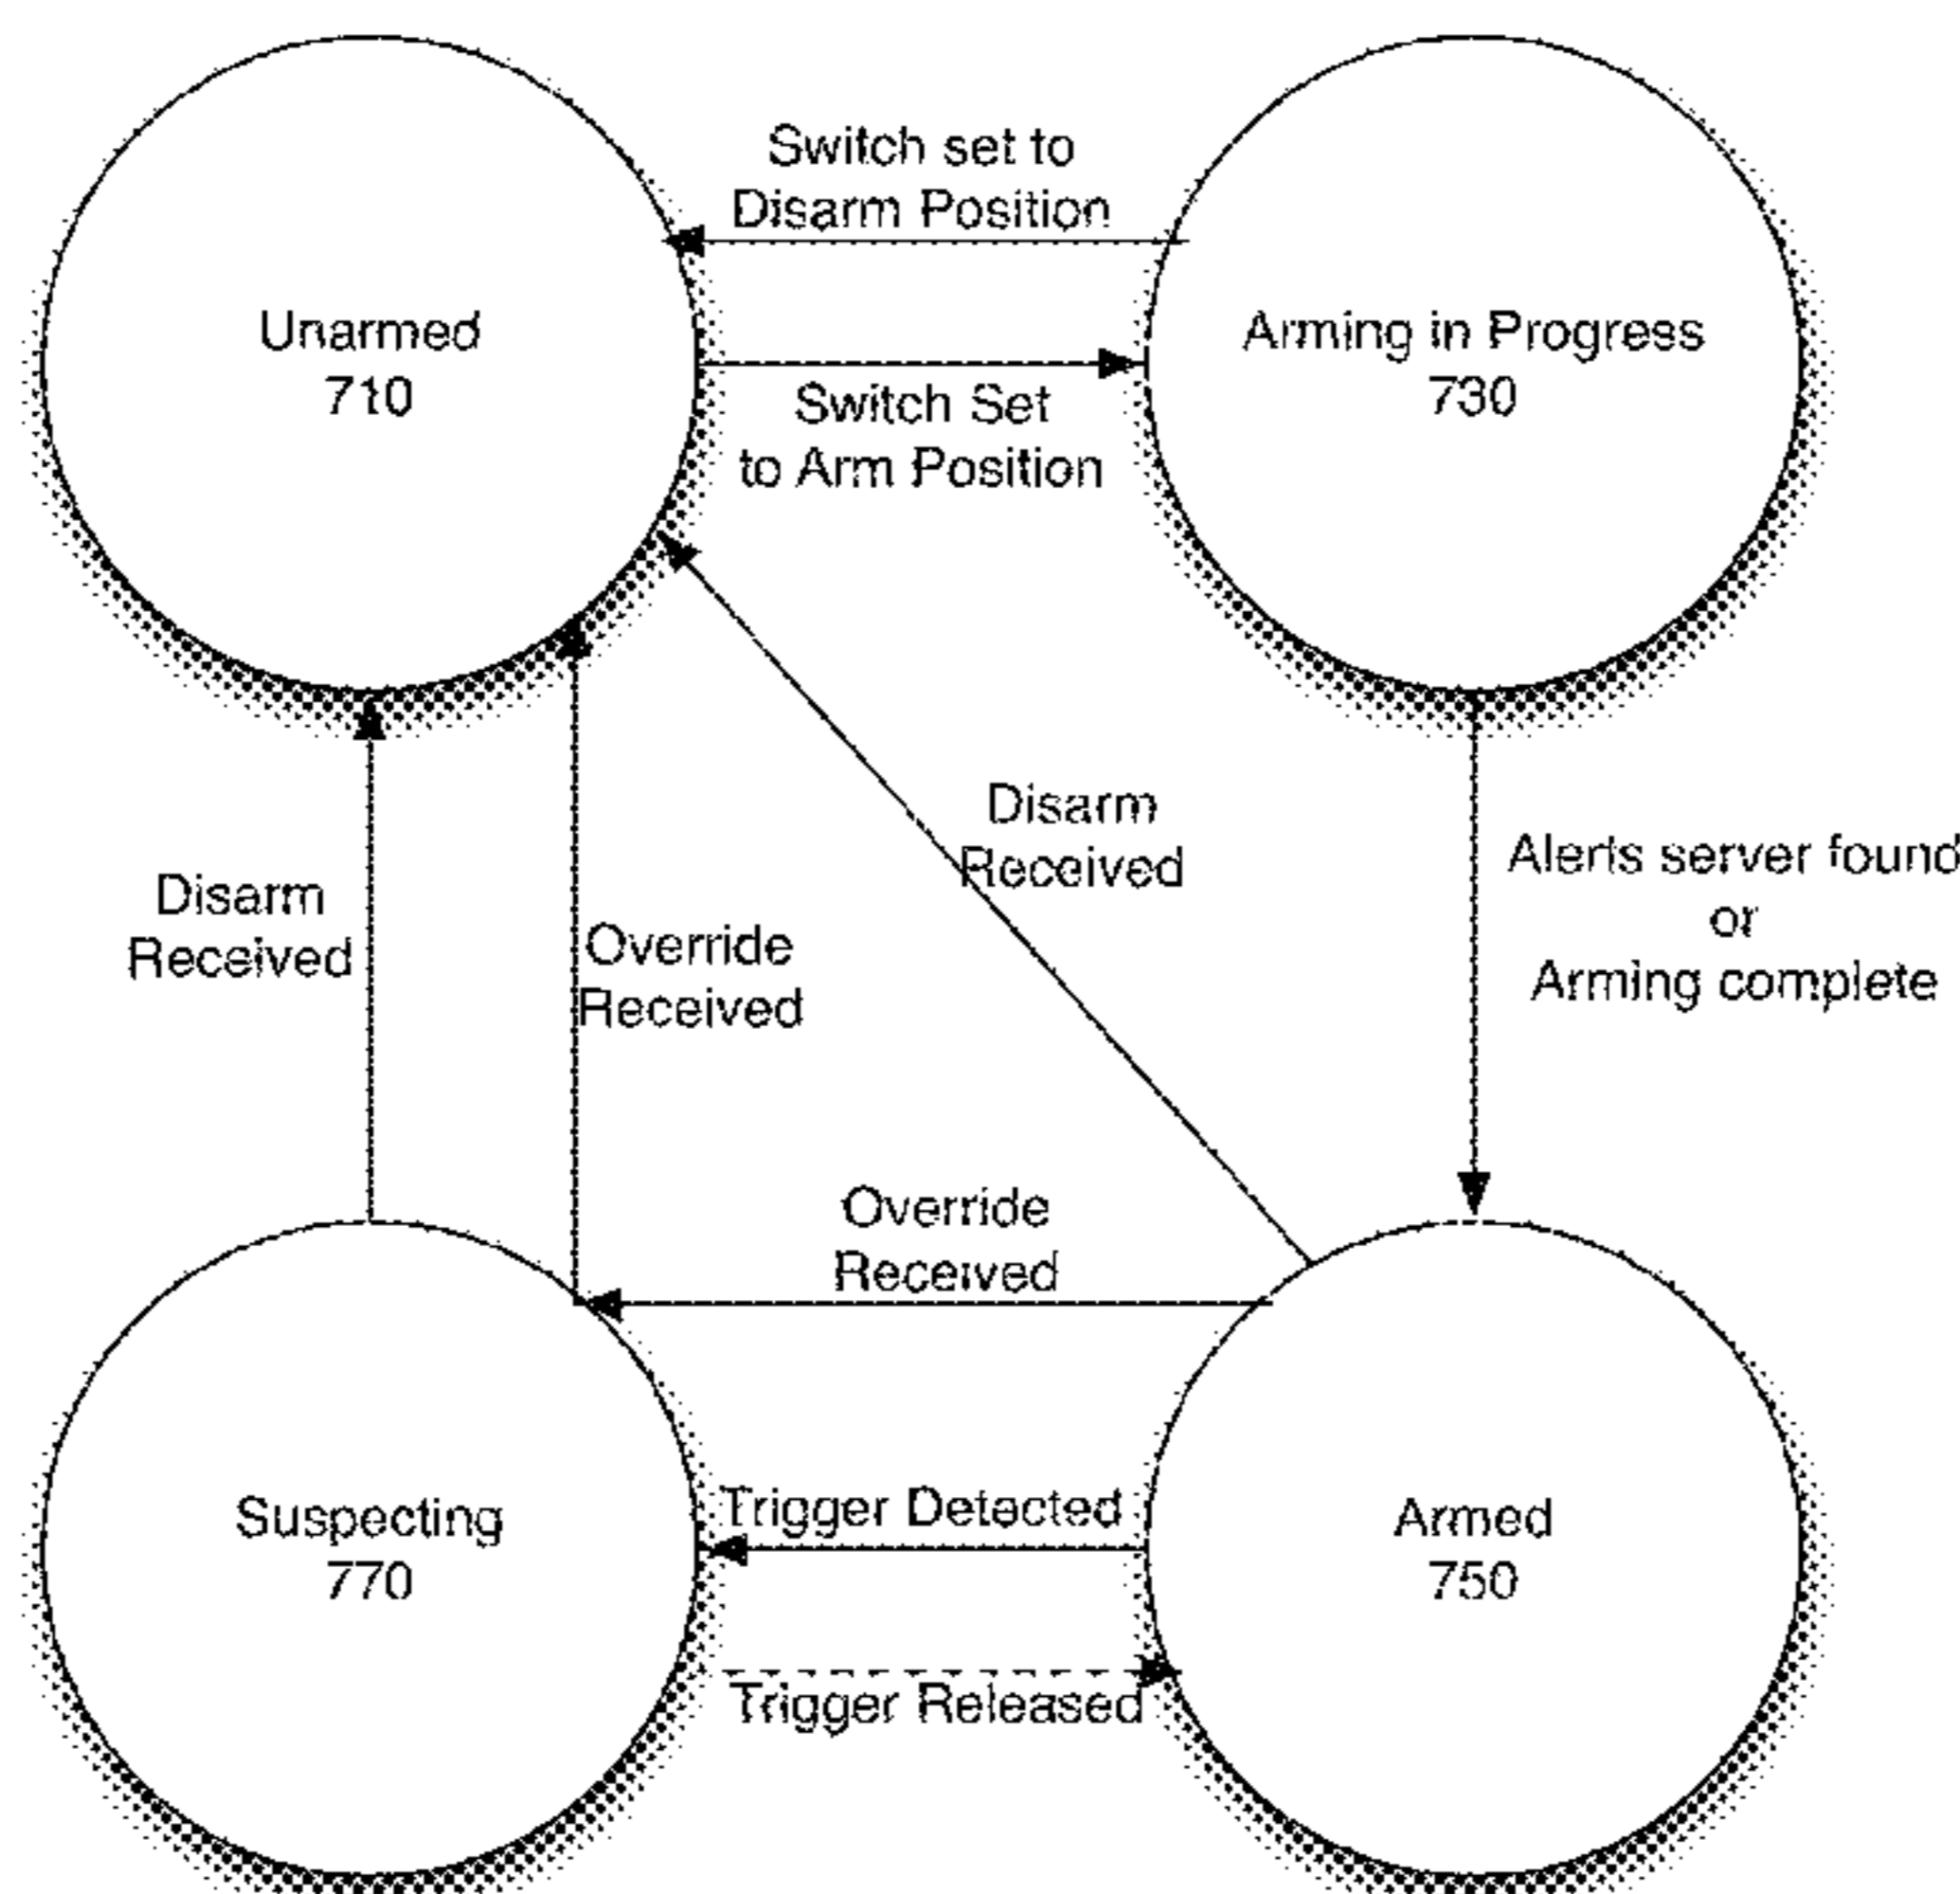 Switch set to
Disarm Position
Unarmed
710
Arming in Progress
730
Switch Set
to Arm Position
Disarm
Received
Alerts server found
or
Arming complete
Disarm
Received
Override
Received
Override
Received
Suspecting
770
Trigger Detected
Armed
750
Trigger Released